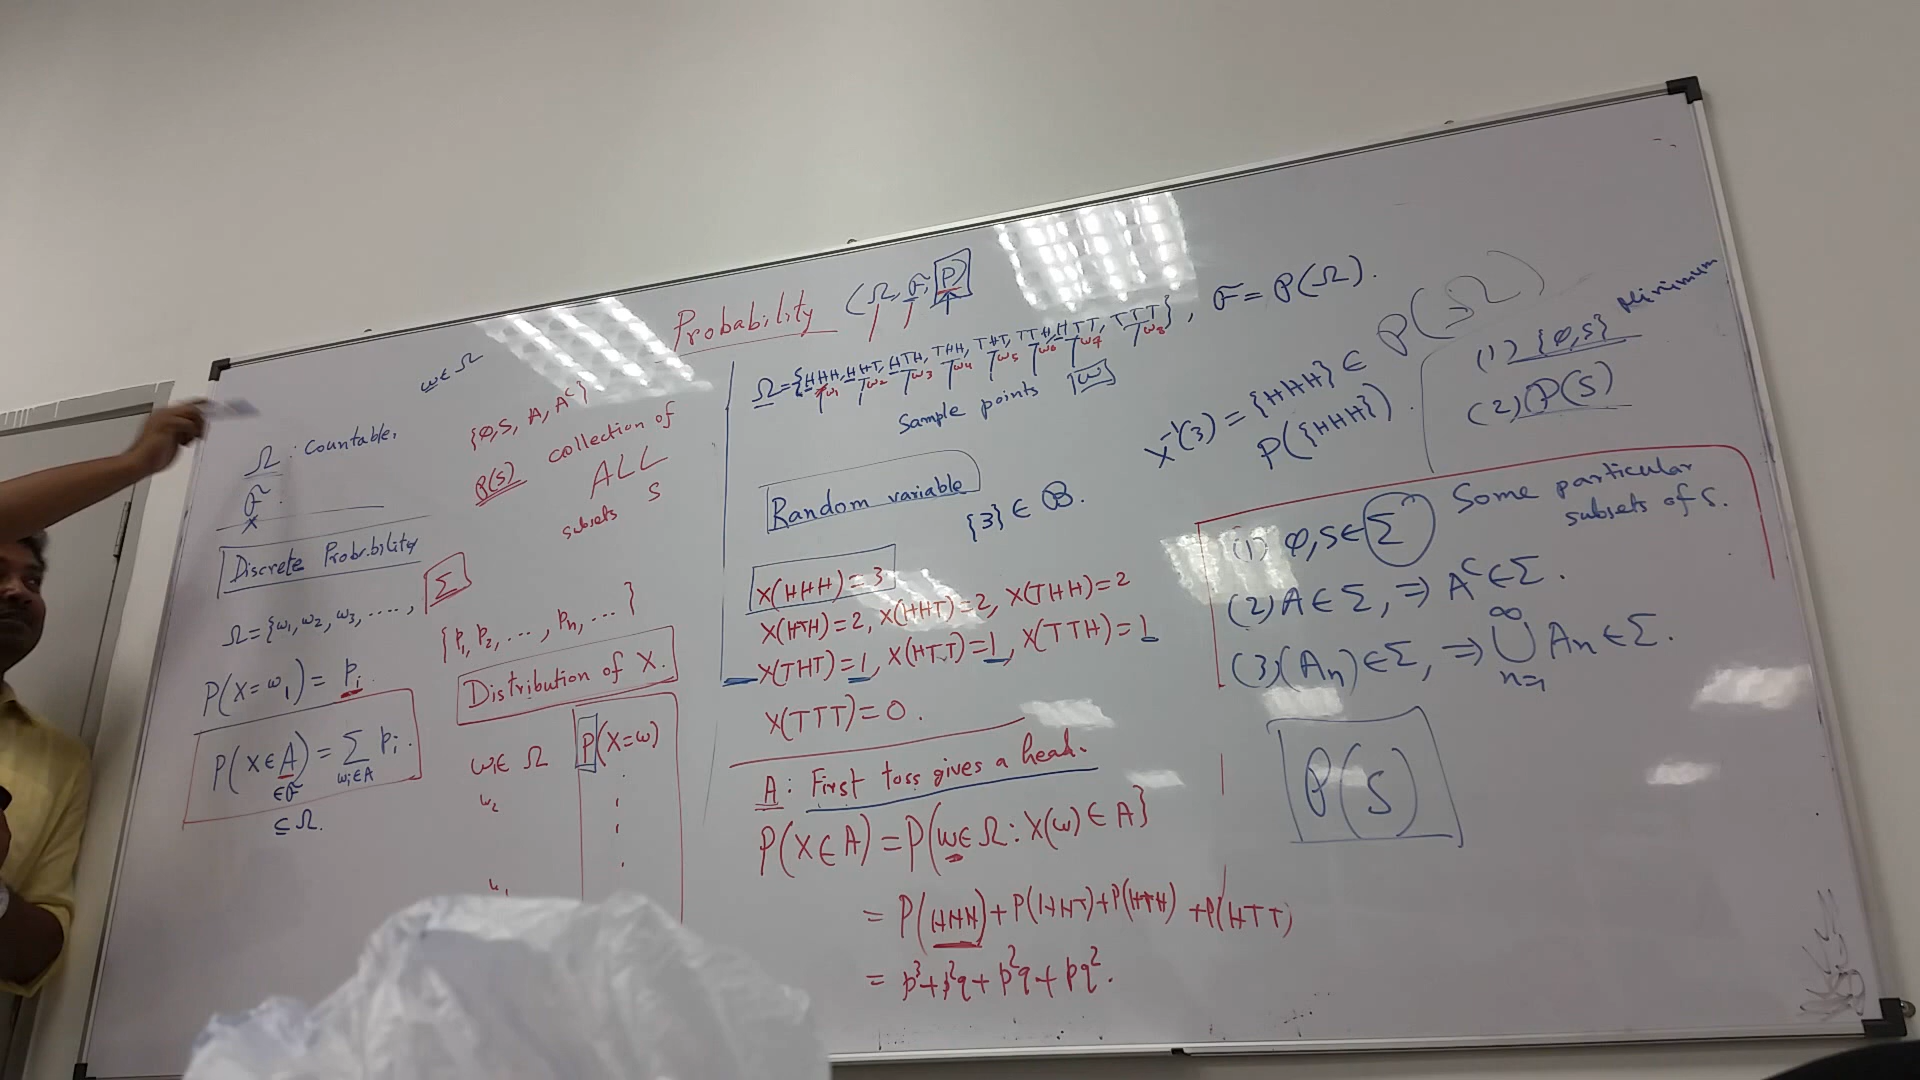 Probability (Ω, F, P)
ω ∈ Ω
Ω : Countable.
F.
X
Discrete Probability
Ω = {ω₁, ω₂, ω₃, ...., Σ
P(X=ω₁) = pᵢ
P(X ∈ A) = Σ pᵢ.
ωᵢ∈A
∈ F
⊆ Ω.
{φ, S, A, Aᶜ}
P(S) collection of
ALL
subsets S
{p₁, p₂, ..., pₙ, ...}
Distribution of X.
ω₁∈ Ω P(X=ω)
ω₂
Ω = {HHH, HHT, HTH, THH, THT, TTH, HTT, TTT}, F = P(Ω).
ω₁ ω₂ ω₃ ω₄ ω₅ ω₆ ω₇ ω₈
Sample points ω
Random variable
{3} ∈ B.
X(HHH) = 3
X(HTH) = 2, X(HHT) = 2, X(THH) = 2
X(THT) = 1, X(HTT) = 1, X(TTH) = 1
X(TTT) = 0.
A : First toss gives a head.
P(X ∈ A) = P{ω ∈ Ω : X(ω) ∈ A}
= P(HHH) + P(HHT) + P(HTH) + P(HTT)
= p³ + p²q + p²q + pq².
X⁻¹(3) = {HHH} ∈ P(Ω)
P({HHH}).
(1) {φ, S} Minimum
(2) P(S)
(1) φ, S ∈ Σ Some particular
subsets of S.
(2) A ∈ Σ, ⇒ Aᶜ ∈ Σ.
(3) (Aₙ) ∈ Σ, ⇒ ⋃ₙ₌₁^∞ Aₙ ∈ Σ.
P(S)